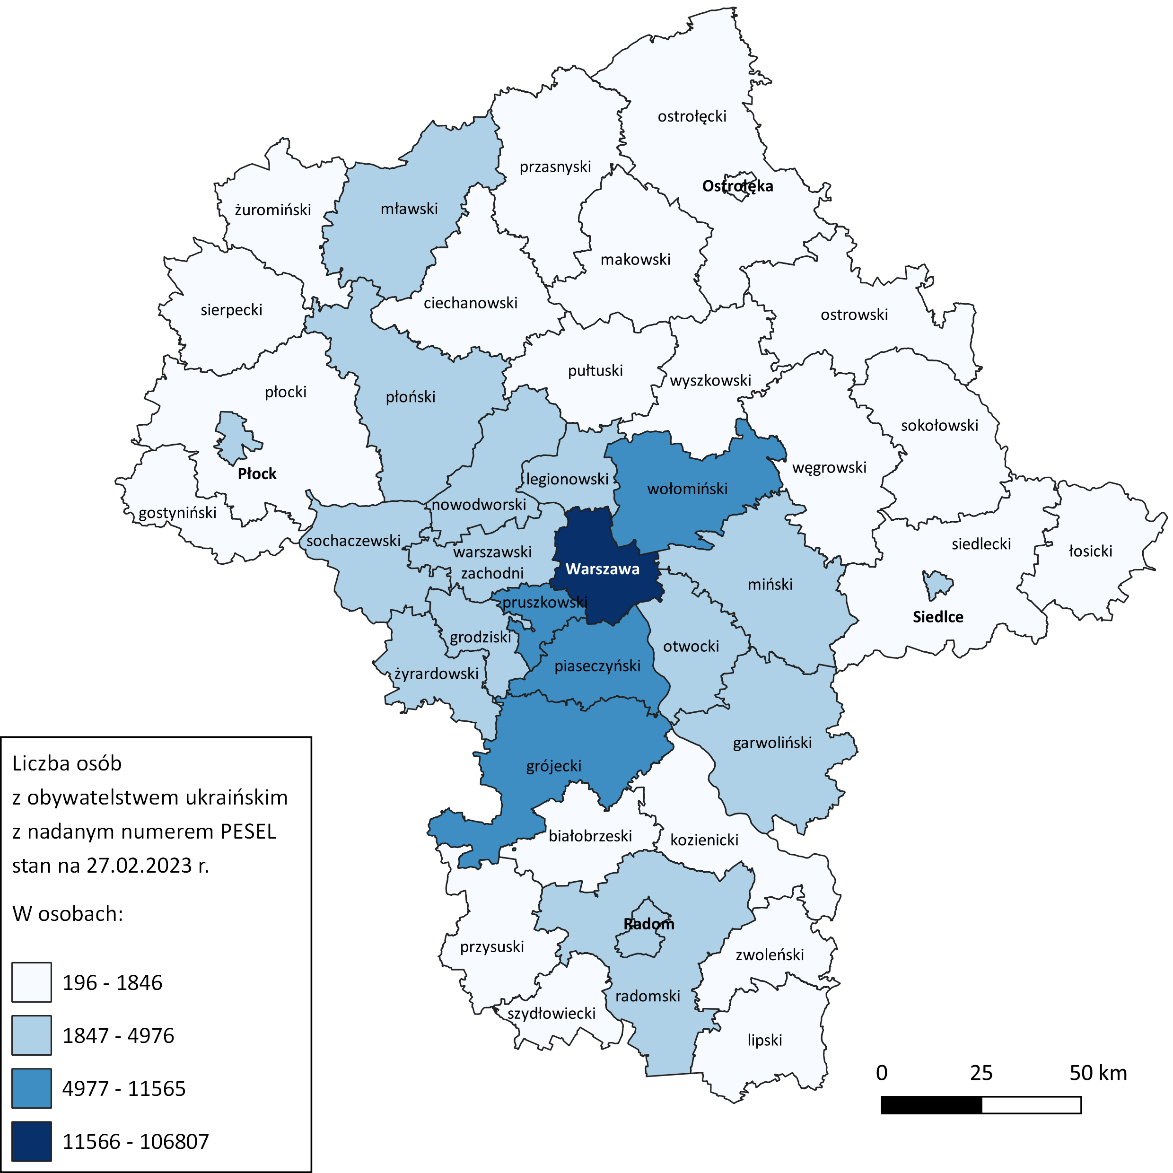 ostrołęcki
przasnyski
Ostrołęka
żuromiński
mławski
makowski
ciechanowski
sierpecki
ostrowski
pułtuski
wyszkowski
płocki
płoński
sokołowski
węgrowski
Płock
legionowski
wołomiński
nowodworski
gostyniński
sochaczewski
siedlecki
łosicki
warszawski
zachodni
Warszawa
miński
pruszkowski
Siedlce
grodziski
otwocki
piaseczyński
żyrardowski
garwoliński
grójecki
białobrzeski
kozienicki
Radom
przysuski
zwoleński
radomski
szydłowiecki
lipski
Liczba osób
z obywatelstwem ukraińskim
z nadanym numerem PESEL
stan na 27.02.2023 r.
W osobach:
196 - 1846
1847 - 4976
4977 - 11565
11566 - 106807
0 25 50 km